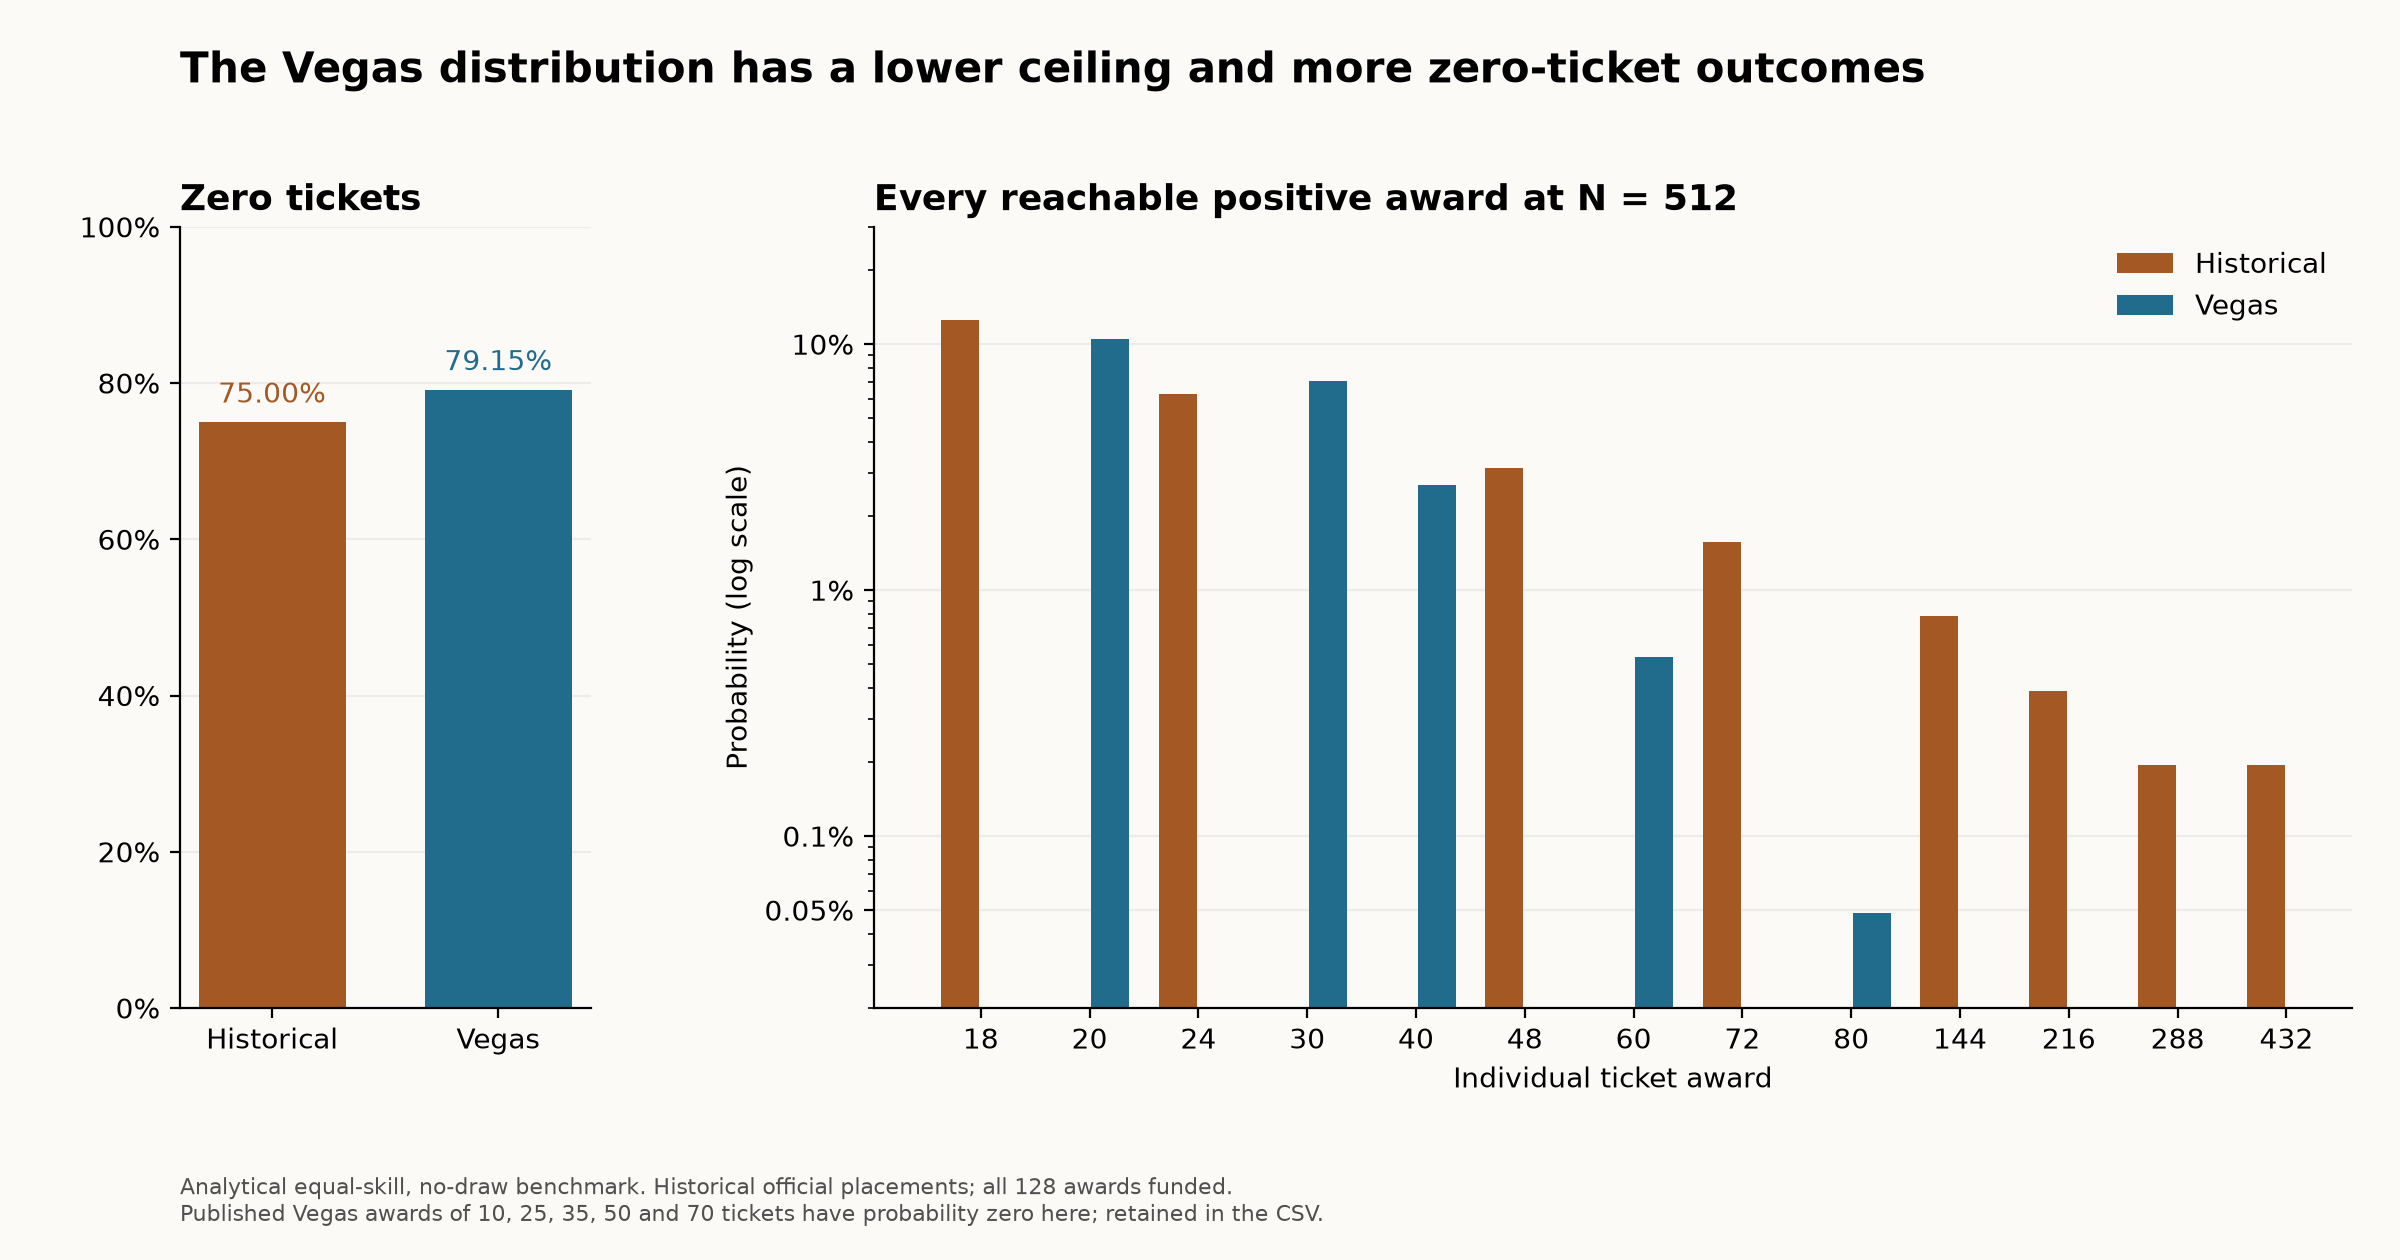 The Vegas distribution has a lower ceiling and more zero-ticket outcomes
Zero tickets
100%
80%
60%
40%
20%
0%
75.00%
79.15%
Historical
Vegas
Every reachable positive award at N = 512
Historical
Vegas
Probability (log scale)
10%
1%
0.1%
0.05%
18 20 24 30 40 48 60 72 80 144 216 288 432
Individual ticket award
Analytical equal-skill, no-draw benchmark. Historical official placements; all 128 awards funded.
Published Vegas awards of 10, 25, 35, 50 and 70 tickets have probability zero here; retained in the CSV.